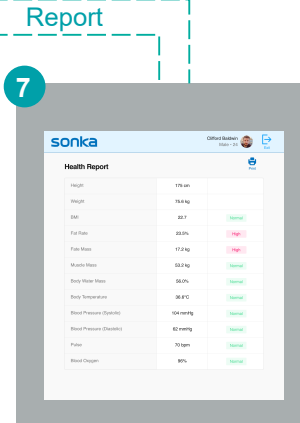 Report
7
sonka
Clifford Baldwin
Male - 24
Exit
Health Report
Print
Height 175 cm
Weight 75.6 kg
BMI 22.7 Normal
Fat Rate 23.5% High
Fate Mass 17.2 kg High
Muscle Mass 53.2 kg Normal
Body Water Mass 56.0% Normal
Body Temperature 36.8°C Normal
Blood Pressure (Systolic) 104 mmHg Normal
Blood Pressure (Diastolic) 62 mmHg Normal
Pulse 70 bpm Normal
Blood Oxygen 96% Normal